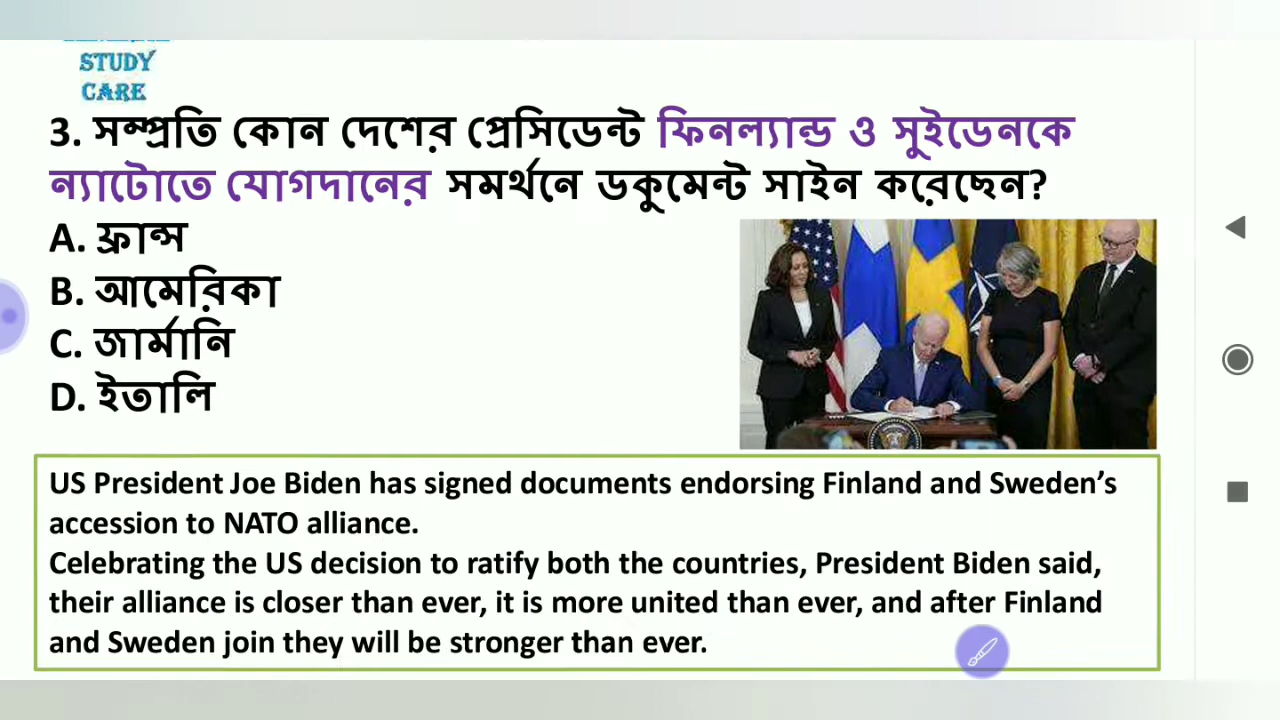 STUDY
CARE
3. সম্প্রতি কোন দেশের প্রেসিডেন্ট ফিনল্যান্ড ও সুইডেনকে
ন্যাটোতে যোগদানের সমর্থনে ডকুমেন্ট সাইন করেছেন?
A. ফ্রান্স
B. আমেরিকা
C. জার্মানি
D. ইতালি
US President Joe Biden has signed documents endorsing Finland and Sweden’s
accession to NATO alliance.
Celebrating the US decision to ratify both the countries, President Biden said,
their alliance is closer than ever, it is more united than ever, and after Finland
and Sweden join they will be stronger than ever.